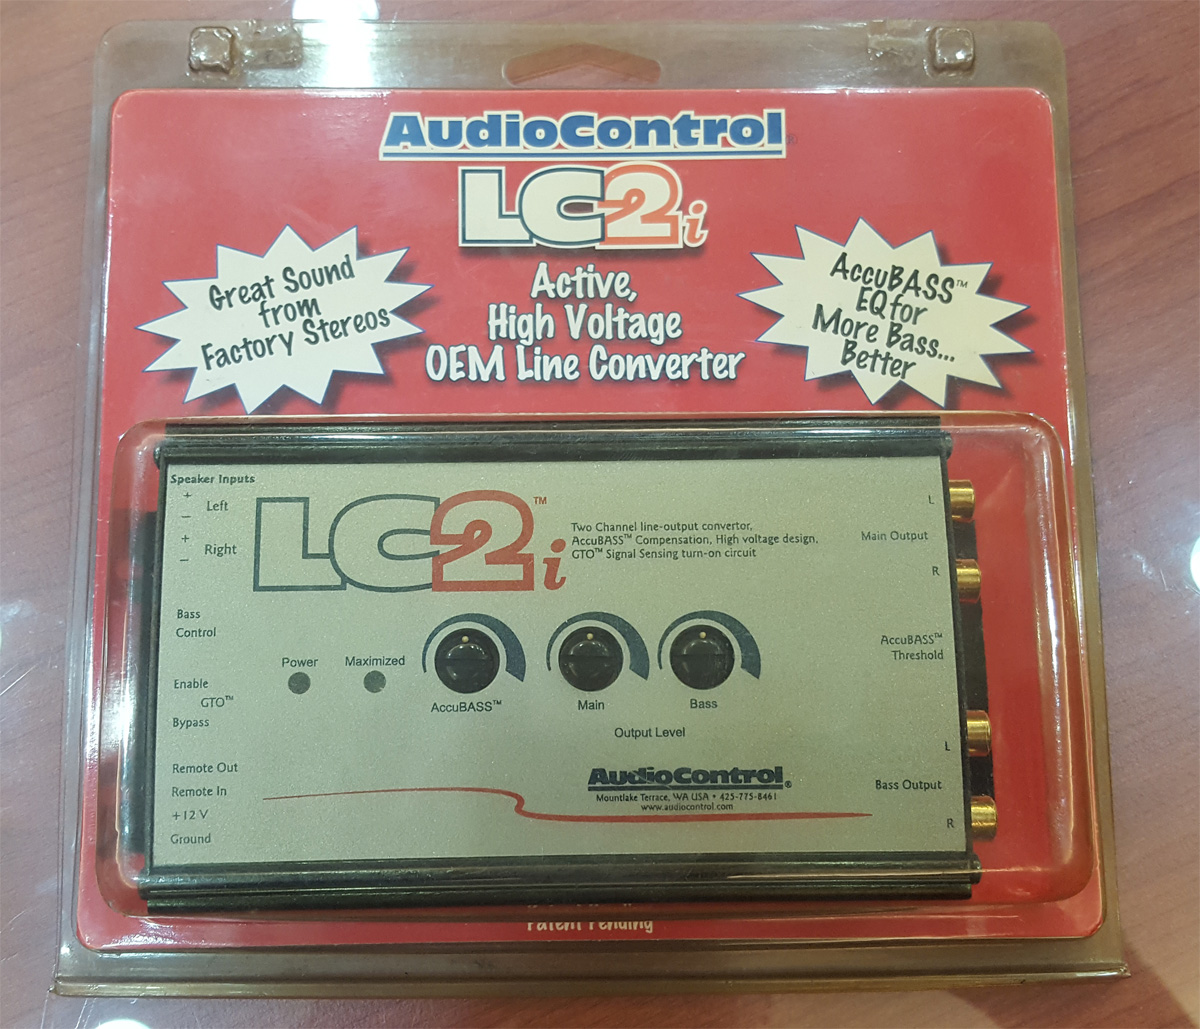 AudioControl®
LC2i
Great Sound
from
Factory Stereos
Active,
High Voltage
OEM Line Converter
AccuBASS™
EQ for
More Bass...
Better
Speaker Inputs
+
Left
−
+
Right
−
Bass
Control
Enable
GTO™
Bypass
Remote Out
Remote In
+12 V
Ground
LC2i™
Two Channel line-output convertor,
AccuBASS™ Compensation, High voltage design,
GTO™ Signal Sensing turn-on circuit
Power
Maximized
AccuBASS™
Main
Bass
Output Level
AudioControl®
Mountlake Terrace, WA USA • 425-775-8461
www.audiocontrol.com
L
Main Output
R
AccuBASS™
Threshold
L
Bass Output
R
Patent Pending